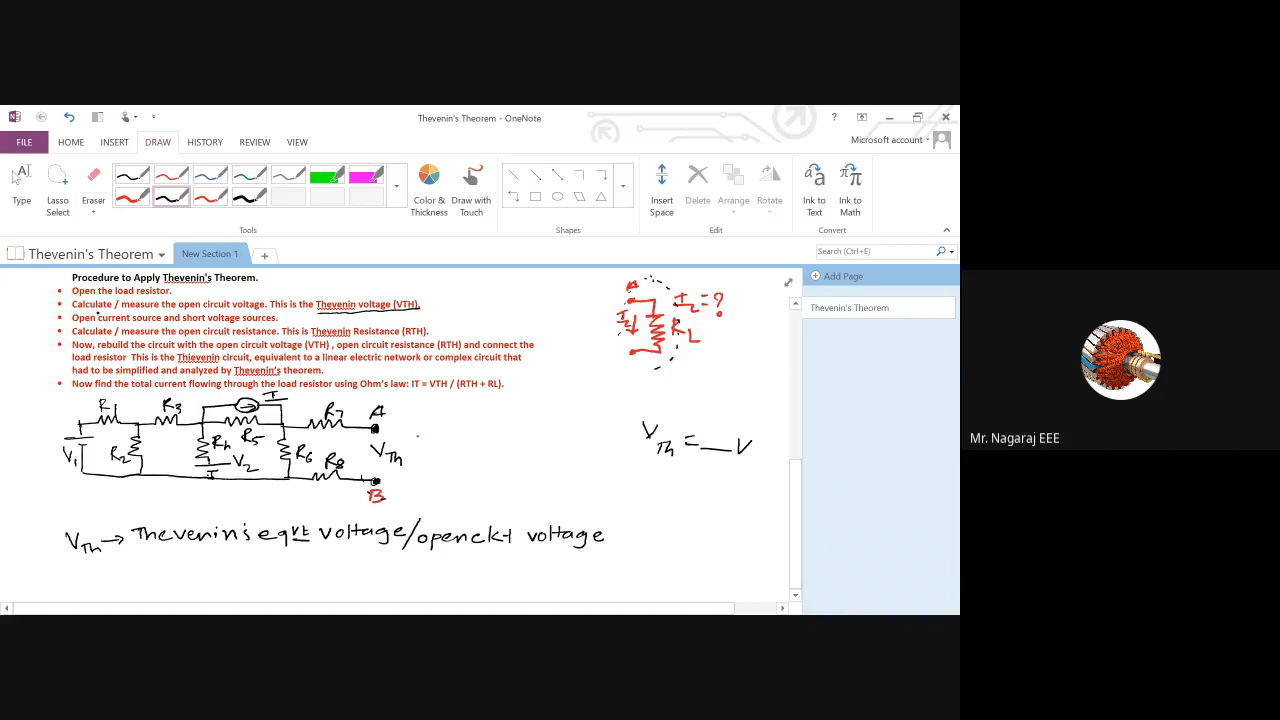 Thevenin's Theorem - OneNote
?
FILE HOME INSERT DRAW HISTORY REVIEW VIEW
Microsoft account
Type
Lasso Select
Eraser
Color & Thickness
Draw with Touch
Insert Space
Delete
Arrange
Rotate
Ink to Text
Ink to Math
Tools Shapes Edit Convert
Thevenin's Theorem
New Section 1
Search (Ctrl+E)
Add Page
Thevenin's Theorem
Procedure to Apply Thevenin's Theorem.
Open the load resistor.
Calculate / measure the open circuit voltage. This is the Thevenin voltage (VTH).
Open current source and short voltage sources.
Calculate / measure the open circuit resistance. This is Thevenin Resistance (RTH).
Now, rebuild the circuit with the open circuit voltage (VTH) , open circuit resistance (RTH) and connect the
load resistor This is the Thievenin circuit, equivalent to a linear electric network or complex circuit that
had to be simplified and analyzed by Thevenin's theorem.
Now find the total current flowing through the load resistor using Ohm's law: IT = VTH / (RTH + RL).
A
IL = ?
IL
RL
R1 R3 I R7 A
V1 R2 R4 R5 R6 VTh
V2 R8
B
VTh = __ V
VTh → Thevenin's eqvt voltage/open ckt voltage
Mr. Nagaraj EEE